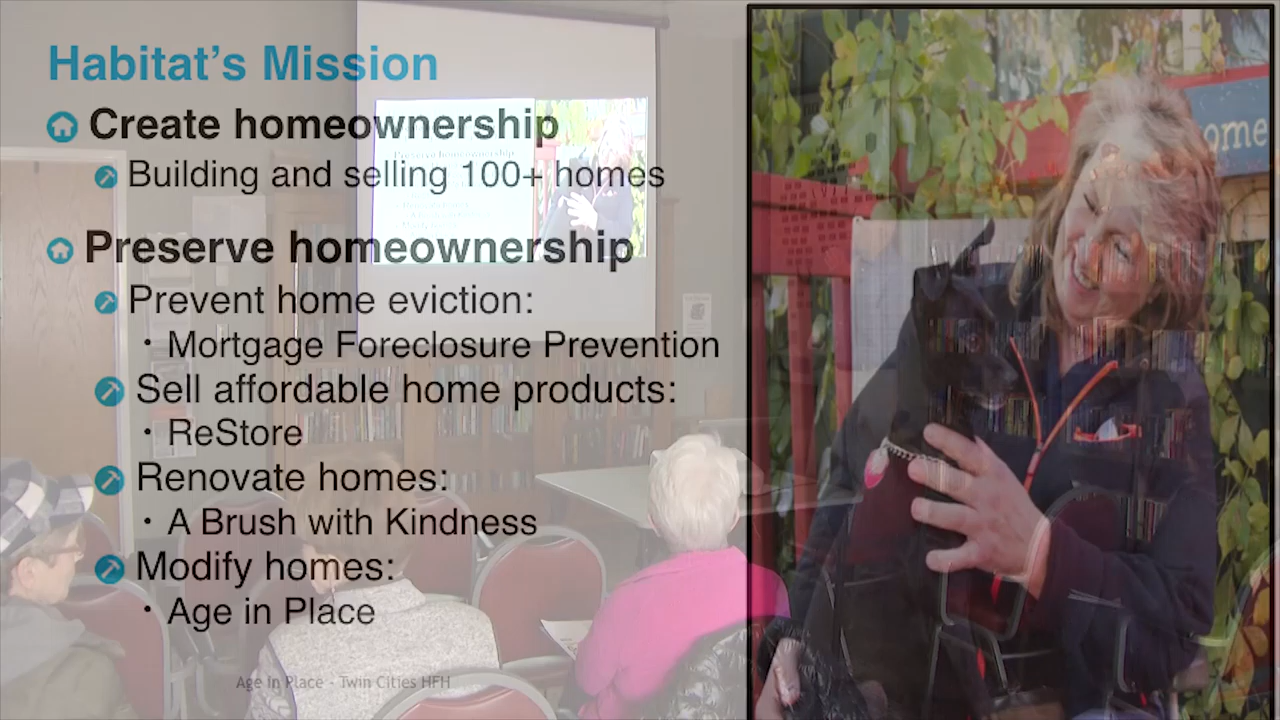 Habitat's Mission
Create homeownership
Building and selling 100+ homes
Preserve homeownership
Prevent home eviction:
• Mortgage Foreclosure Prevention
Sell affordable home products:
• ReStore
Renovate homes:
• A Brush with Kindness
Modify homes:
• Age in Place
Age In Place - Twin Cities HFH
ome